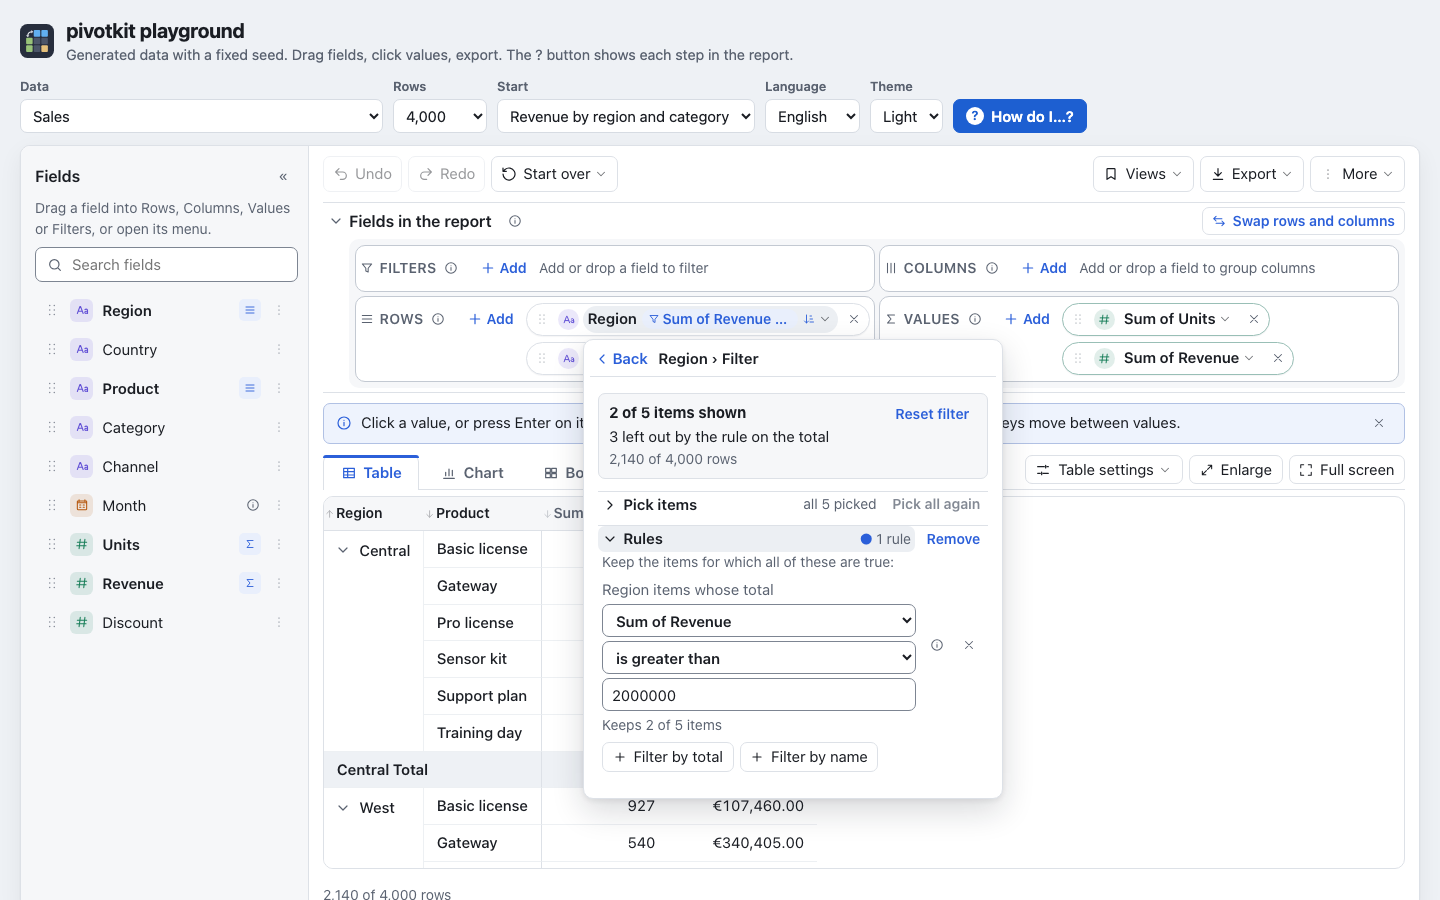 pivotkit playground
Generated data with a fixed seed. Drag fields, click values, export. The ? button shows each step in the report.
Data
Rows
Start
Language
Theme
Sales
4,000
Revenue by region and category
English
Light
? How do I...?
Fields
«
Drag a field into Rows, Columns, Values
or Filters, or open its menu.
Search fields
Aa Region
Aa Country
Aa Product
Aa Category
Aa Channel
Month
# Units Σ
# Revenue Σ
# Discount
Undo
Redo
Start over
Views
Export
More
Fields in the report
Swap rows and columns
FILTERS
+ Add
Add or drop a field to filter
COLUMNS
+ Add
Add or drop a field to group columns
ROWS
+ Add
Aa Region
Sum of Revenue ...
Aa
Σ VALUES
+ Add
# Sum of Units
# Sum of Revenue
Back
Region › Filter
2 of 5 items shown
Reset filter
3 left out by the rule on the total
2,140 of 4,000 rows
Pick items
all 5 picked
Pick all again
Rules
1 rule
Remove
Keep the items for which all of these are true:
Region items whose total
Sum of Revenue
is greater than
2000000
Keeps 2 of 5 items
+ Filter by total
+ Filter by name
Click a value, or press Enter on it
eys move between values.
Table
Chart
Bo
Table settings
Enlarge
Full screen
Region
Product
Sum
Central
Basic license
Gateway
Pro license
Sensor kit
Support plan
Training day
Central Total
West
Basic license
927
€107,460.00
Gateway
540
€340,405.00
2,140 of 4,000 rows